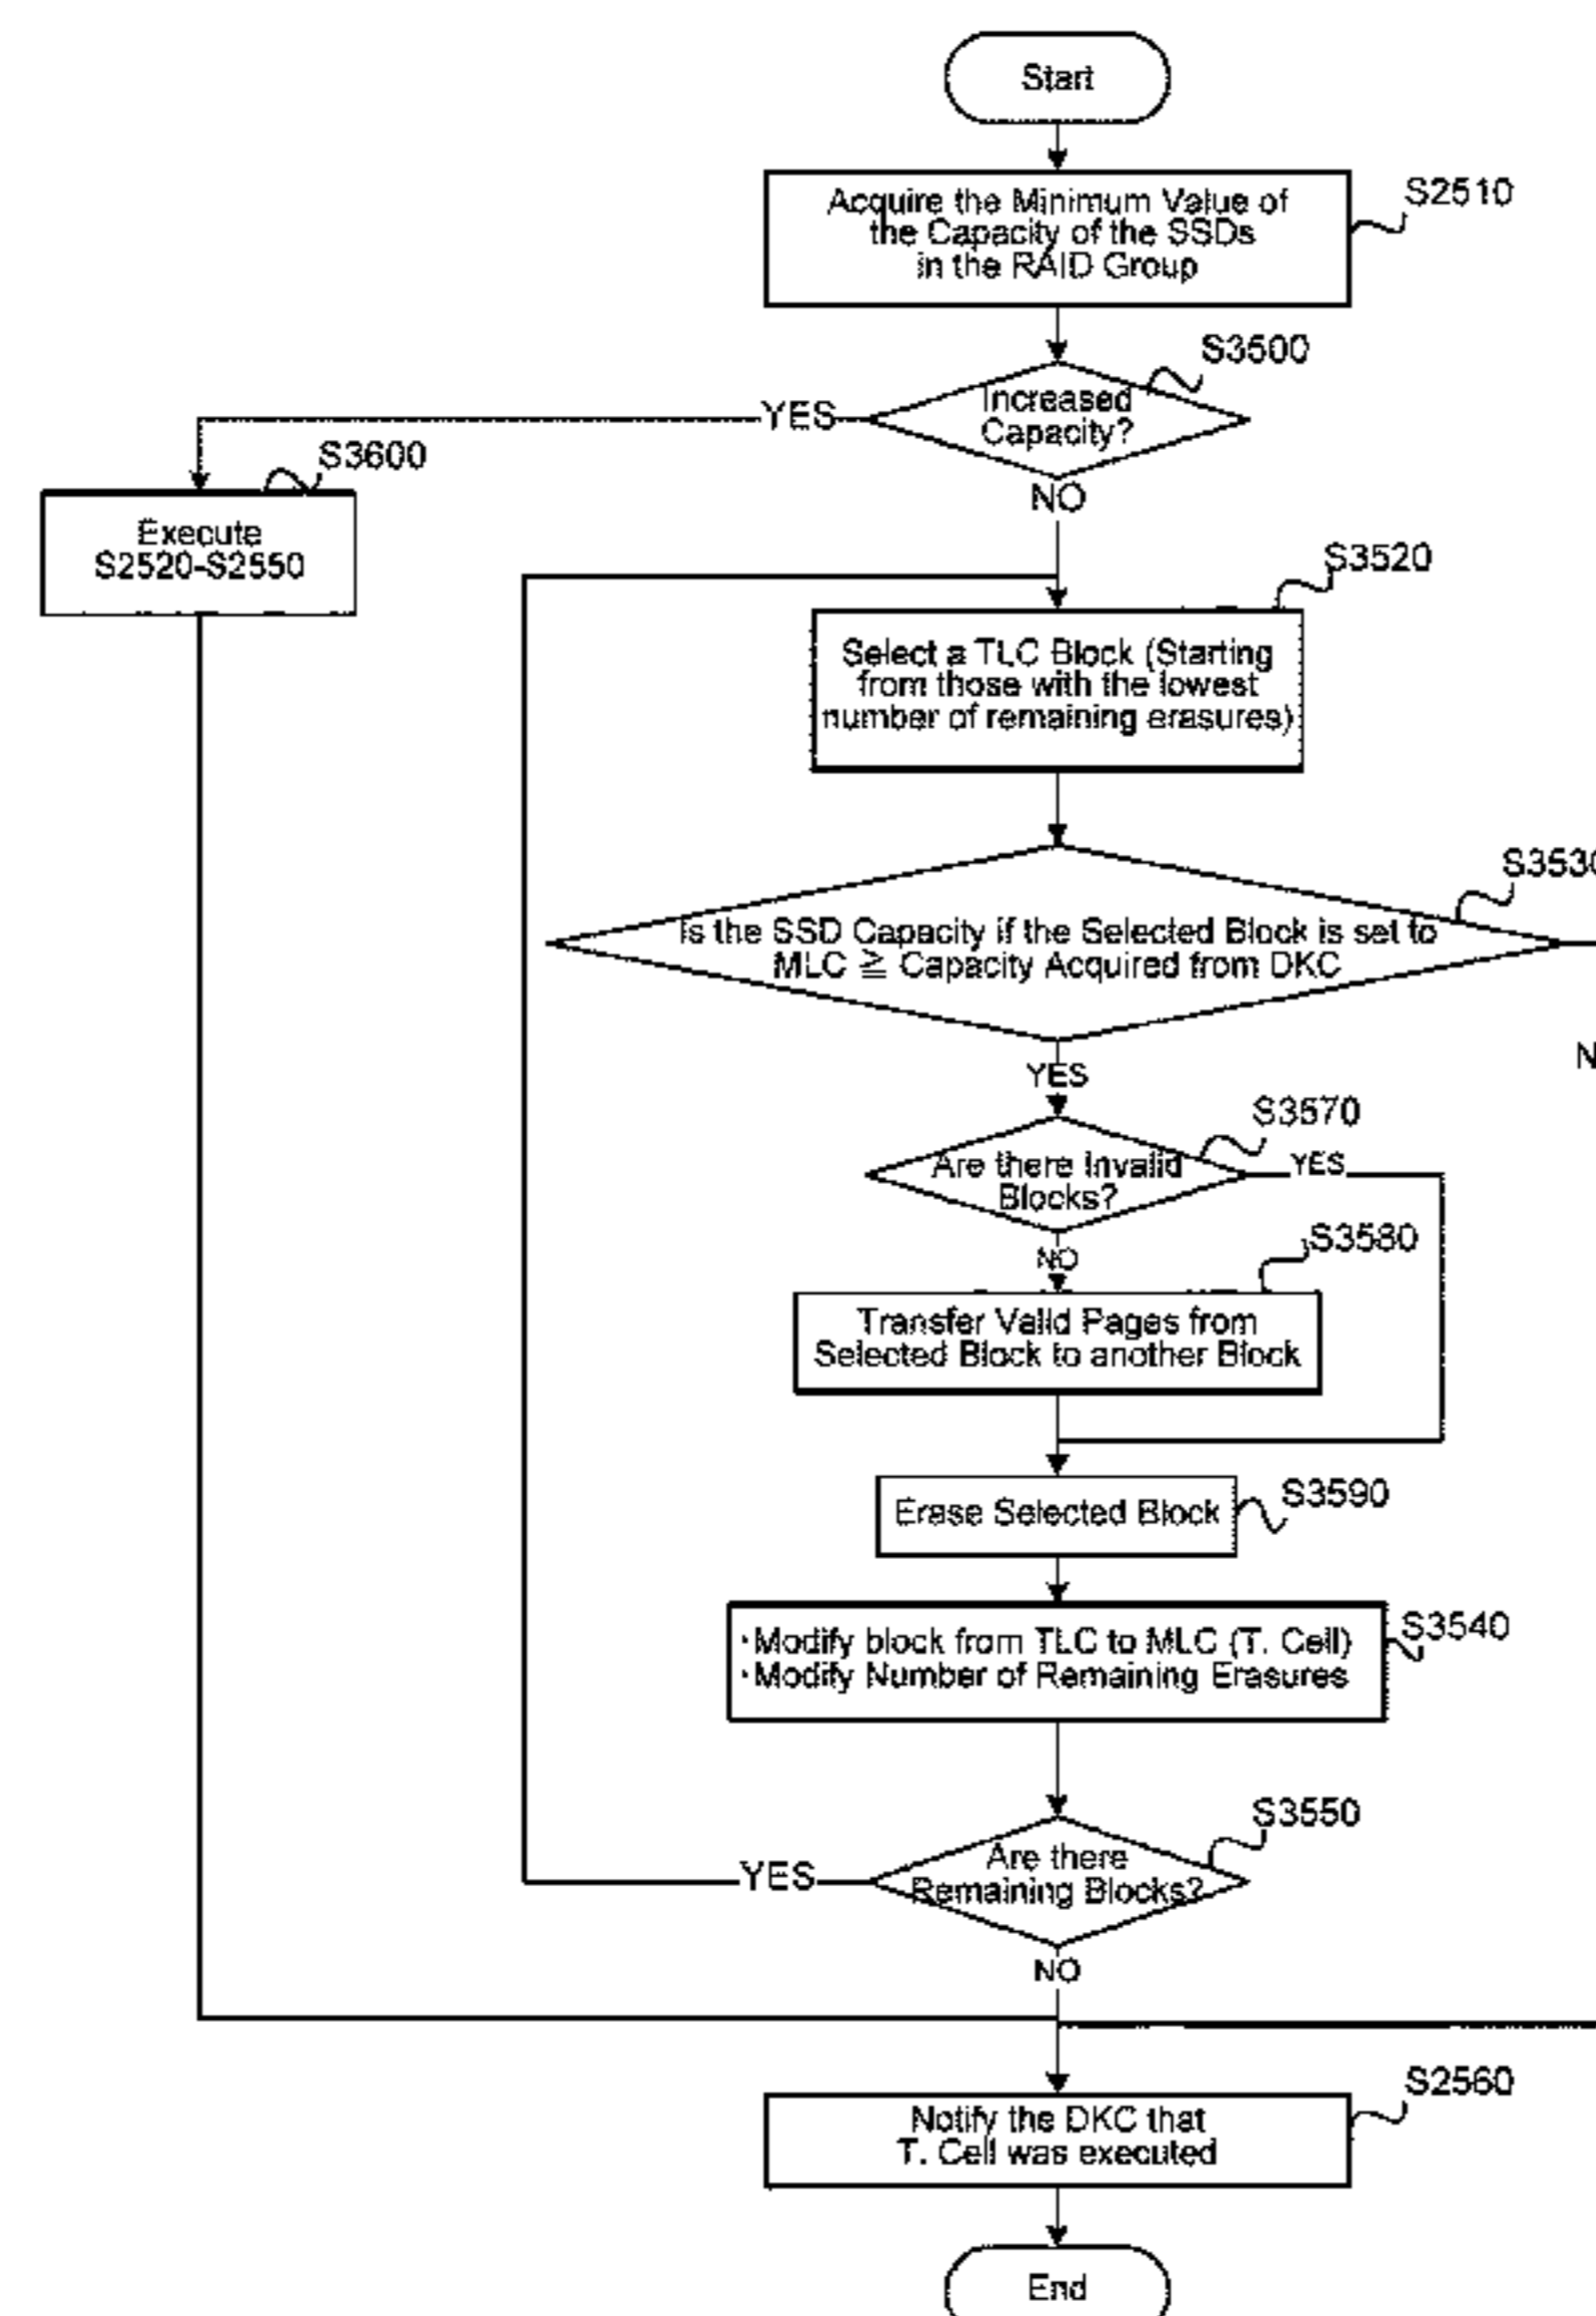 Start
Acquire the Minimum Value of
the Capacity of the SSDs
in the RAID Group
S2510
S3500
Increased
Capacity?
YES
NO
S3600
Execute
S2520-S2550
S3520
Select a TLC Block (Starting
from those with the lowest
number of remaining erasures)
S3530
Is the SSD Capacity if the Selected Block is set to
MLC ≧ Capacity Acquired from DKC
N
YES
S3570
Are there Invalid
Blocks?
YES
NO
S3580
Transfer Valid Pages from
Selected Block to another Block
S3590
Erase Selected Block
S3540
·Modify block from TLC to MLC (T. Cell)
·Modify Number of Remaining Erasures
S3550
Are there
Remaining Blocks?
YES
NO
S2560
Notify the DKC that
T. Cell was executed
End